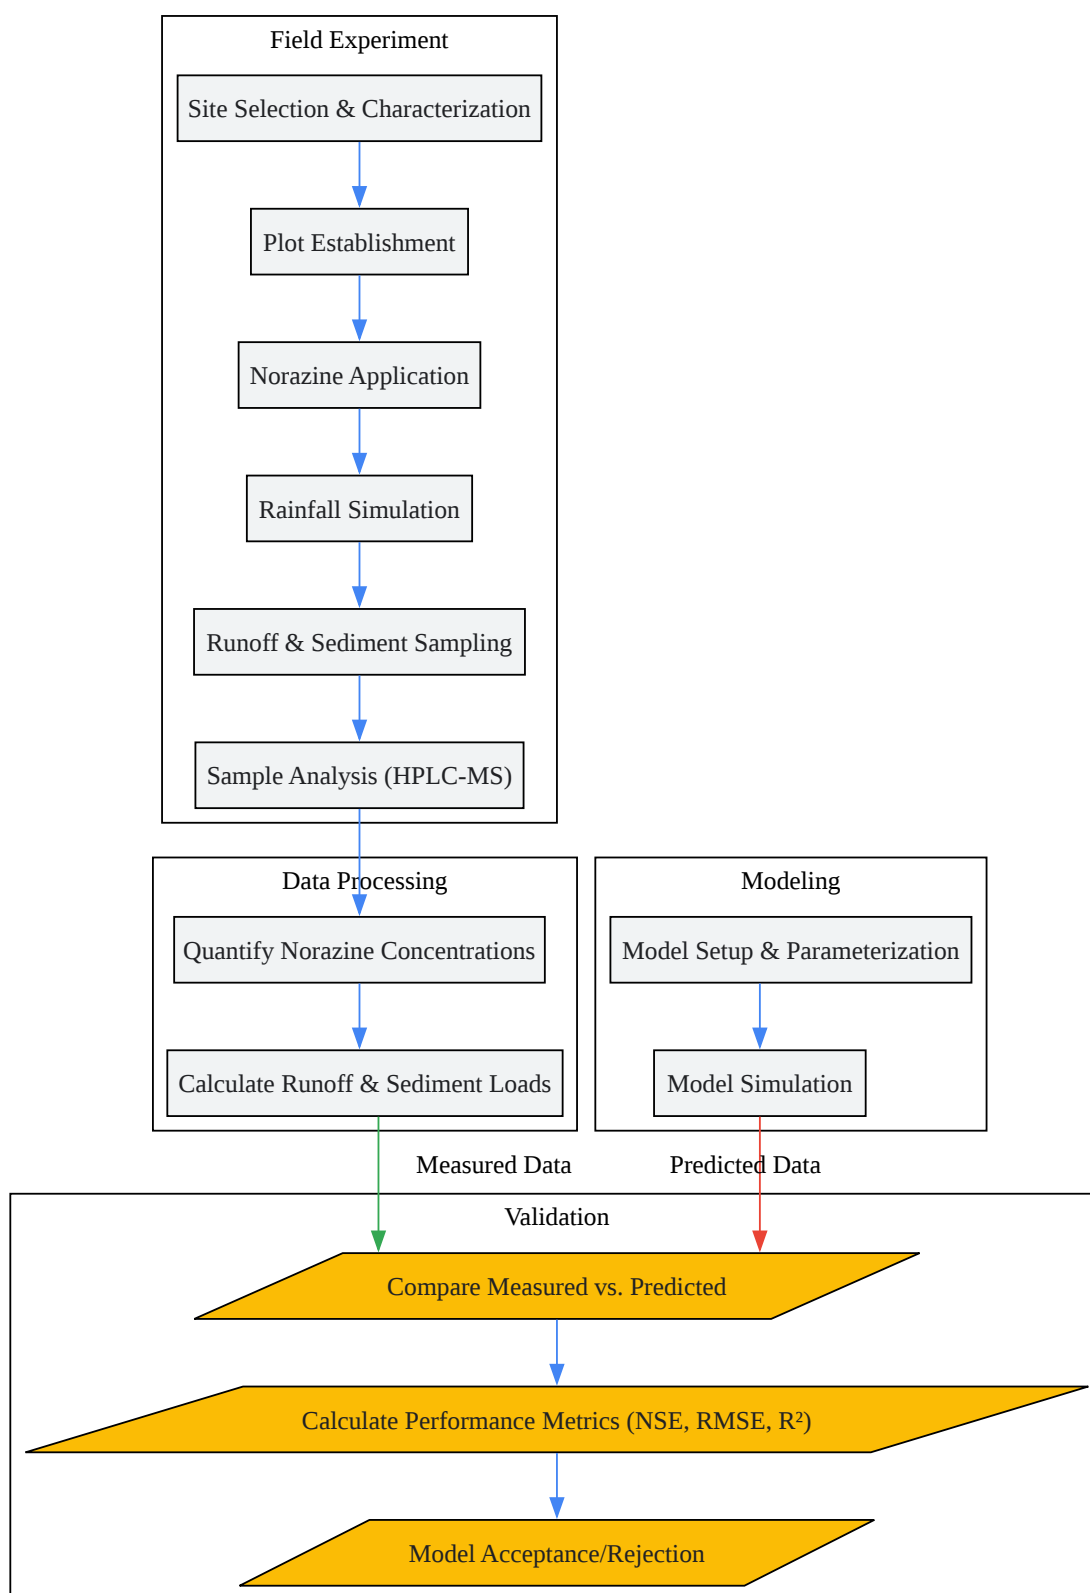 Field Experiment
Site Selection & Characterization
Plot Establishment
Norazine Application
Rainfall Simulation
Runoff & Sediment Sampling
Sample Analysis (HPLC-MS)
Data Processing
Quantify Norazine Concentrations
Calculate Runoff & Sediment Loads
Modeling
Model Setup & Parameterization
Model Simulation
Measured Data
Predicted Data
Validation
Compare Measured vs. Predicted
Calculate Performance Metrics (NSE, RMSE, R²)
Model Acceptance/Rejection